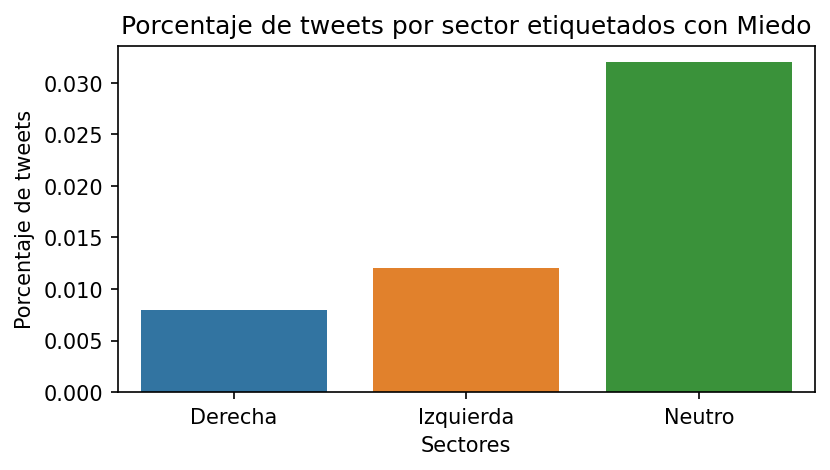 Porcentaje de tweets por sector etiquetados con Miedo
Porcentaje de tweets
0.030
0.025
0.020
0.015
0.010
0.005
0.000
Derecha Izquierda Neutro
Sectores